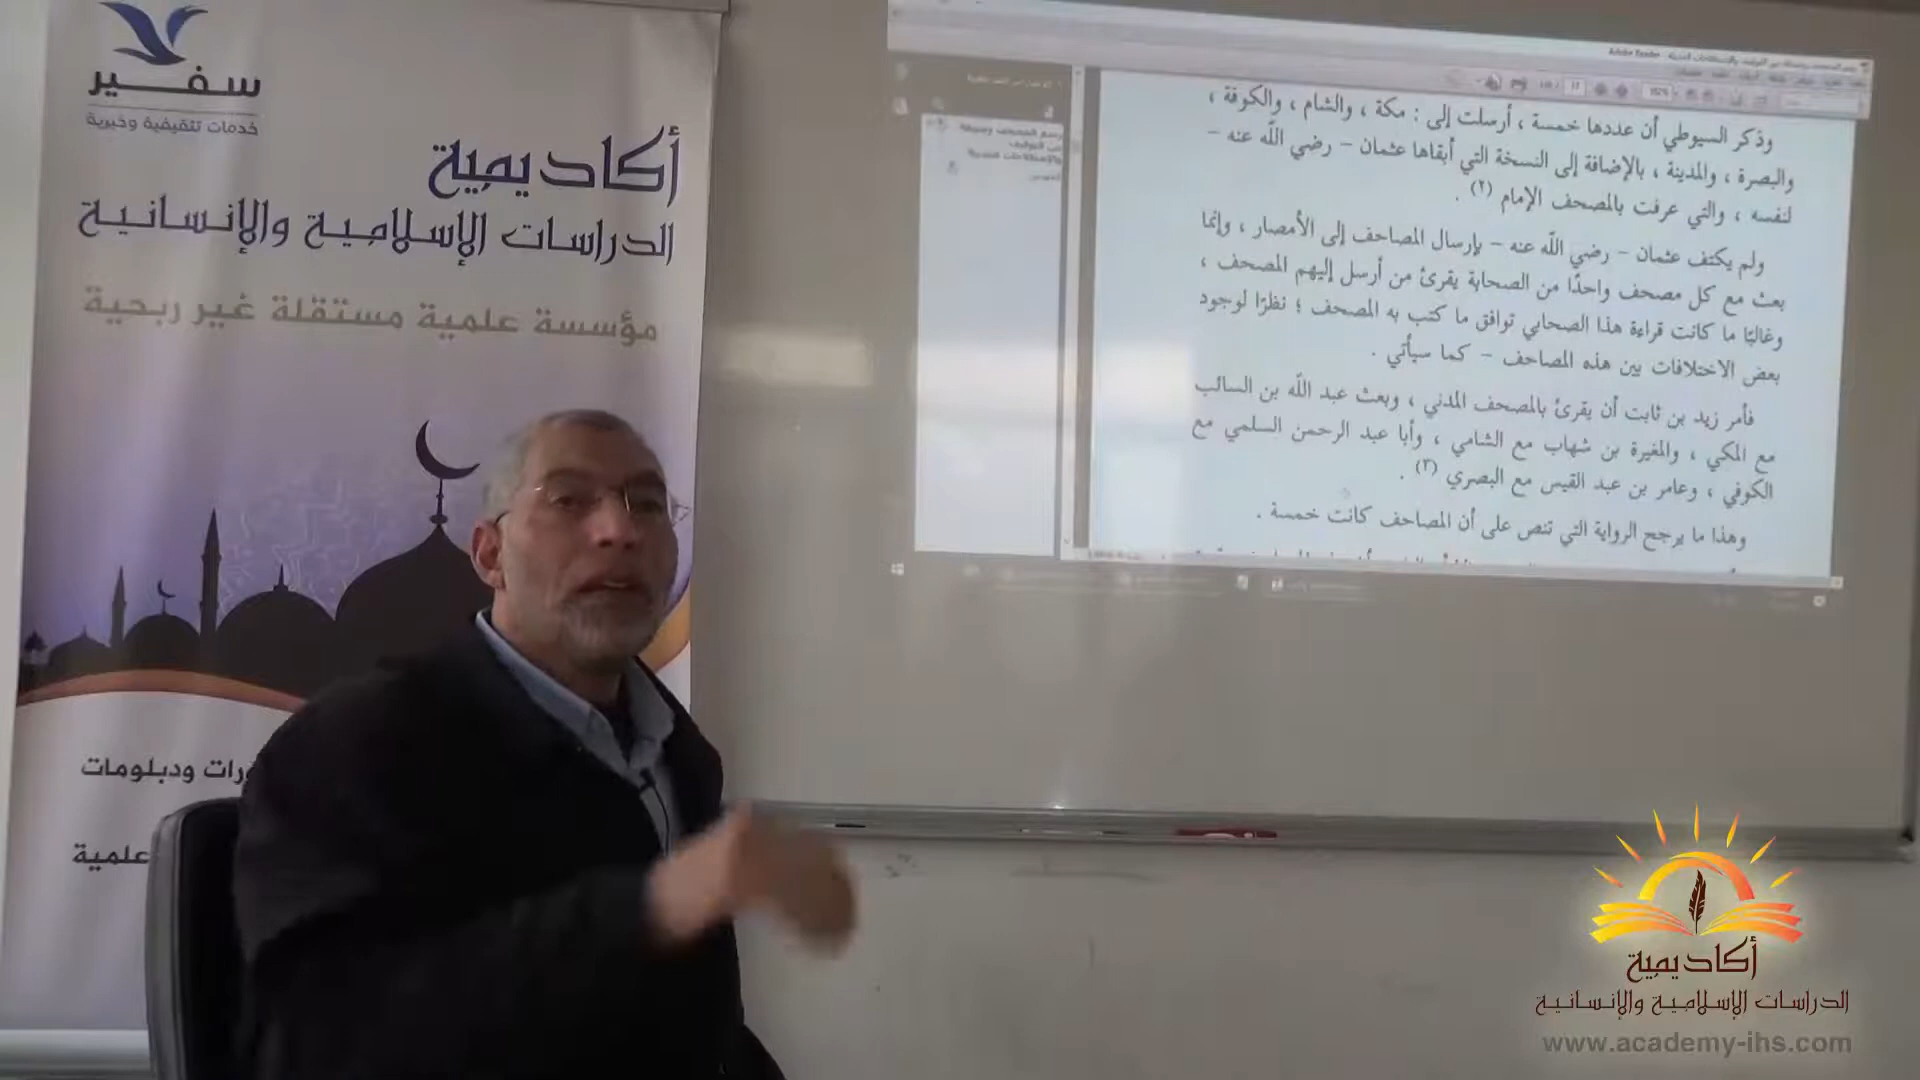 سفير
خدمات تثقيفية وخبرية
أكاديمية
الدراسات الإسلامية والإنسانية
مؤسسة علمية مستقلة غير ربحية
ودبلومات
علمية
Adobe Reader
وذكر السيوطي أن عددها خمسة ، أرسلت إلى : مكة ، والشام ، والكوفة ،
والبصرة ، والمدينة ، بالإضافة إلى النسخة التي أبقاها عثمان – رضي اللّه عنه –
لنفسه ، والتي عرفت بالمصحف الإمام (٢) .
ولم يكتف عثمان – رضي اللّه عنه – بإرسال المصاحف إلى الأمصار ، وإنما
بعث مع كل مصحف واحدًا من الصحابة يقرئ من أرسل إليهم المصحف ،
وغالبًا ما كانت قراءة هذا الصحابي توافق ما كتب به المصحف ؛ نظرًا لوجود
بعض الاختلافات بين هذه المصاحف – كما سيأتي .
فأمر زيد بن ثابت أن يقرئ بالمصحف المدني ، وبعث عبد اللّه بن السائب
مع المكي ، والمغيرة بن شهاب مع الشامي ، وأبا عبد الرحمن السلمي مع
الكوفي ، وعامر بن عبد القيس مع البصري (٣) .
وهذا ما يرجح الرواية التي تنص على أن المصاحف كانت خمسة .
أكاديمية
الدراسات الإسلامية والإنسانية
www.academy-ihs.com